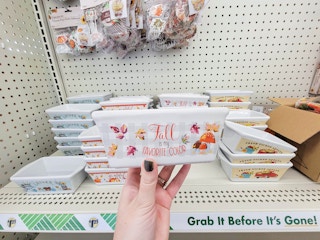 Fall
IS MY
FAVORITE COLOR
Grab It Before It's Gone!